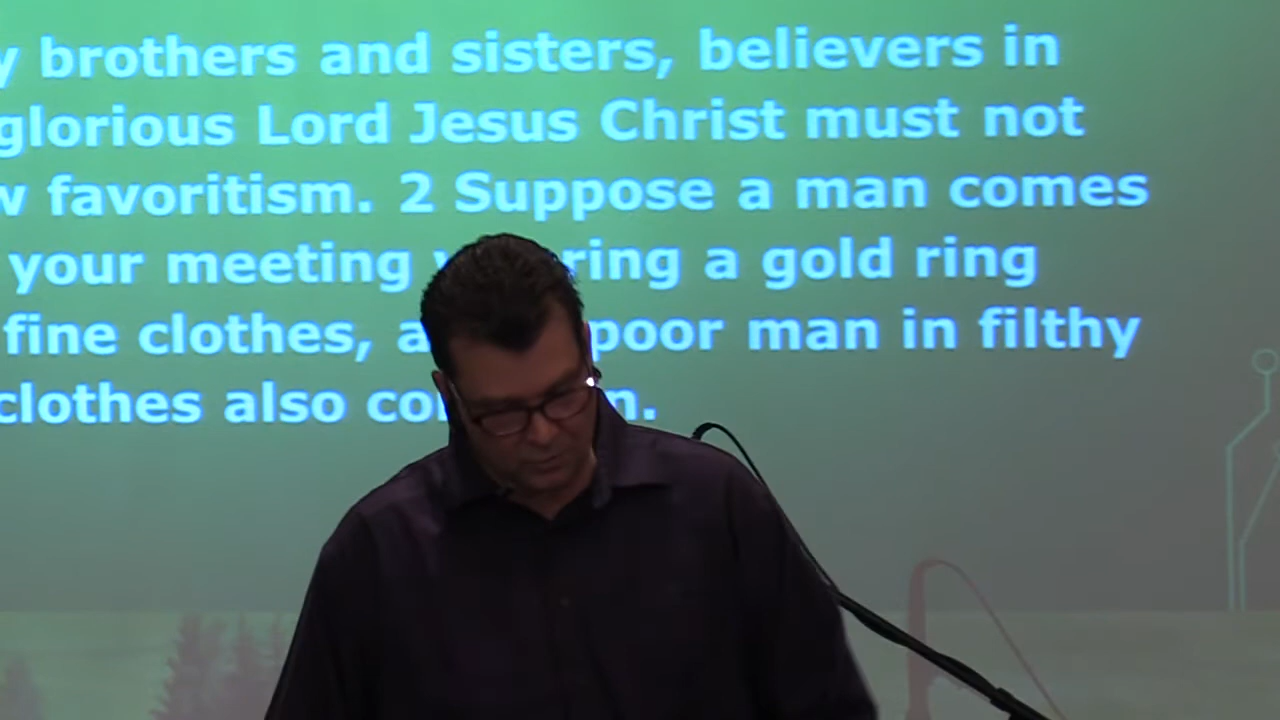 brothers and sisters, believers in
glorious Lord Jesus Christ must not
favoritism. 2 Suppose a man comes
your meeting ring a gold ring
fine clothes, a poor man in filthy
clothes also co n.